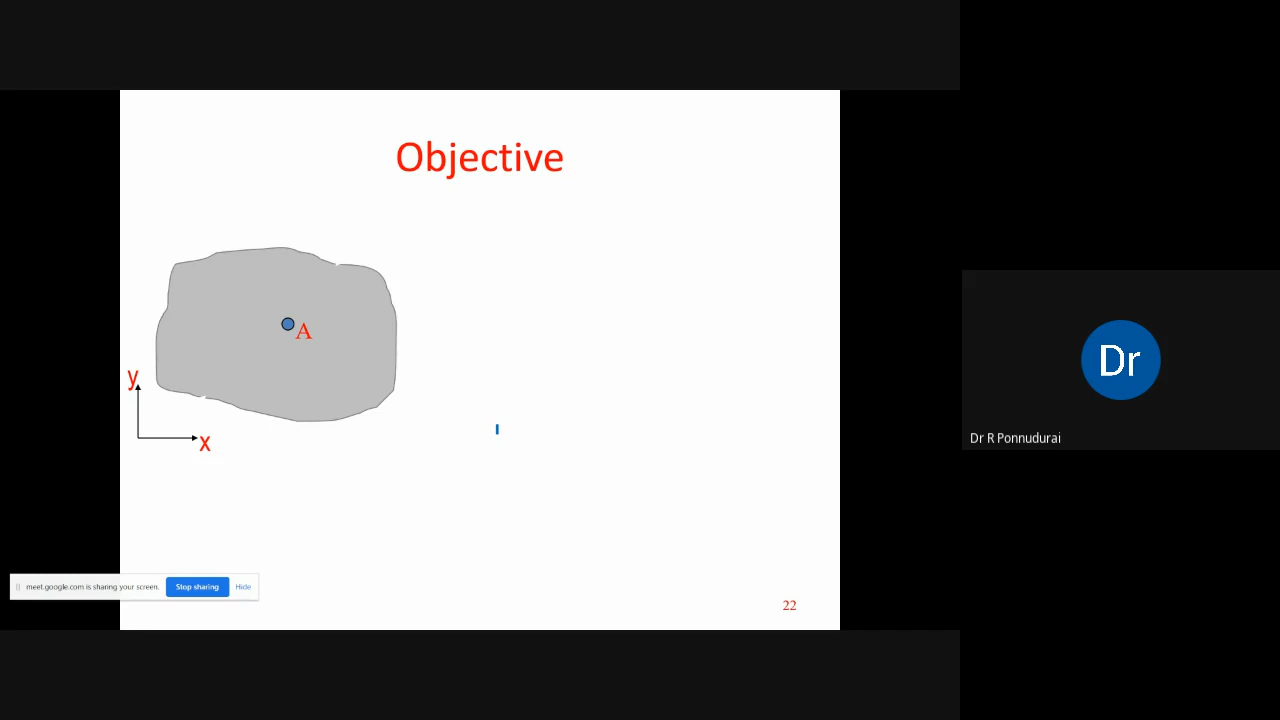 Objective
A
y
x
meet.google.com is sharing your screen. Stop sharing Hide
22
Dr
Dr R Ponnudurai